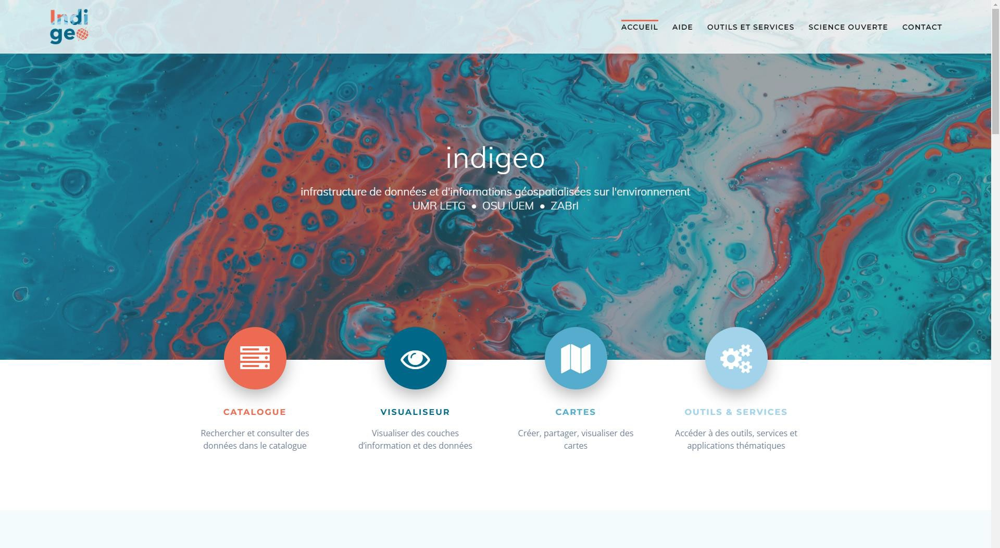 Indi
geo
ACCUEIL AIDE OUTILS ET SERVICES SCIENCE OUVERTE CONTACT
indigeo
infrastructure de données et d'informations géospatialisées sur l'environnement
UMR LETG ● OSU IUEM ● ZABrI
CATALOGUE
Rechercher et consulter des
données dans le catalogue
VISUALISEUR
Visualiser des couches
d’information et des données
CARTES
Créer, partager, visualiser des
cartes
OUTILS & SERVICES
Accéder à des outils, services et
applications thématiques